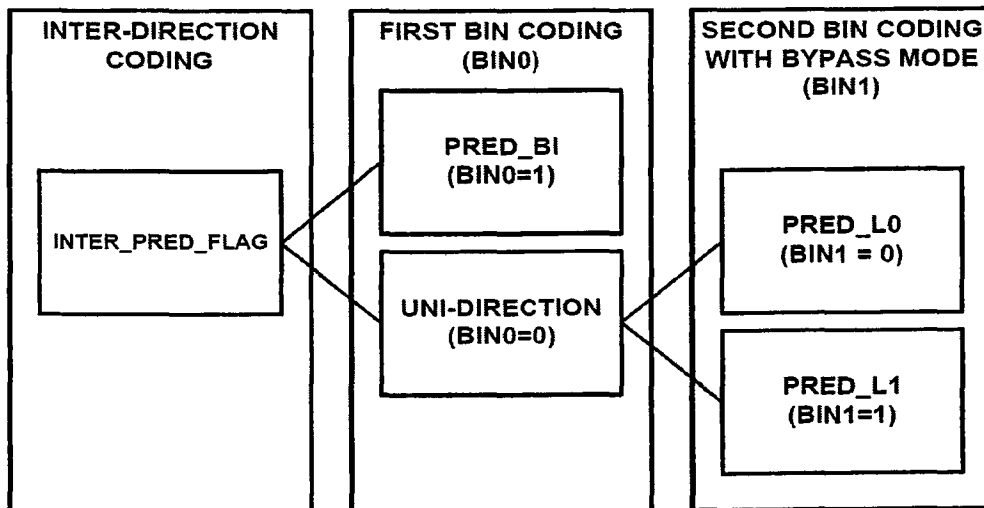 INTER-DIRECTION
CODING
INTER_PRED_FLAG
FIRST BIN CODING
(BIN0)
PRED_BI
(BIN0=1)
UNI-DIRECTION
(BIN0=0)
SECOND BIN CODING
WITH BYPASS MODE
(BIN1)
PRED_L0
(BIN1 = 0)
PRED_L1
(BIN1=1)